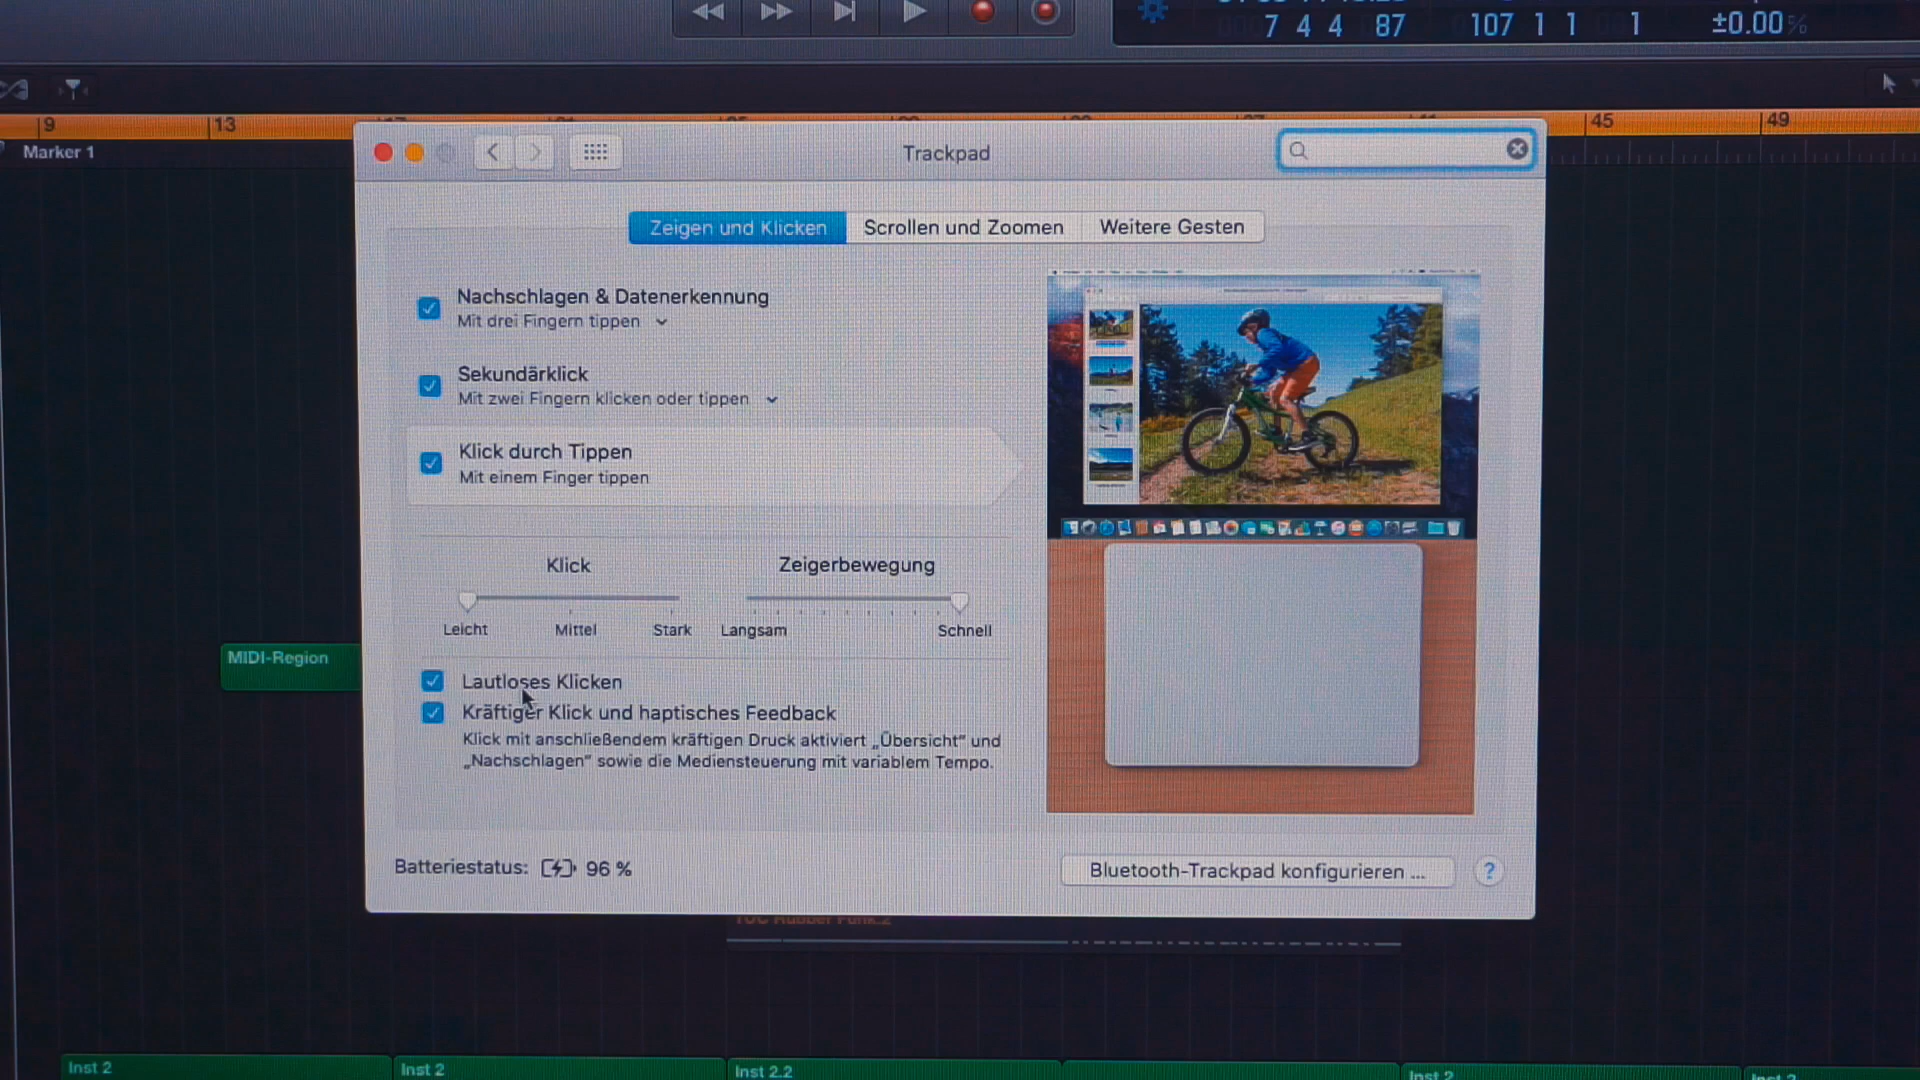 7 4 4 87 107 1 1 1 ±0.00%
9 13 45 49
Marker 1
Trackpad
Zeigen und Klicken Scrollen und Zoomen Weitere Gesten
Nachschlagen & Datenerkennung
Mit drei Fingern tippen
Sekundärklick
Mit zwei Fingern klicken oder tippen
Klick durch Tippen
Mit einem Finger tippen
Klick Zeigerbewegung
Leicht Mittel Stark Langsam Schnell
MIDI-Region
Lautloses Klicken
Kräftiger Klick und haptisches Feedback
Klick mit anschließendem kräftigen Druck aktiviert „Übersicht“ und
„Nachschlagen“ sowie die Mediensteuerung mit variablem Tempo.
Batteriestatus: 96 %
Bluetooth-Trackpad konfigurieren ... ?
Inst 2 Inst 2 Inst 2.2 Inst 2 Inst 2